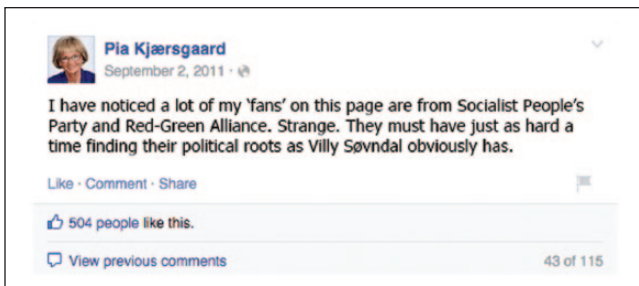 Pia Kjærsgaard
September 2, 2011 ·
I have noticed a lot of my 'fans' on this page are from Socialist People's
Party and Red-Green Alliance. Strange. They must have just as hard a
time finding their political roots as Villy Søvndal obviously has.
Like · Comment · Share
504 people like this.
View previous comments 43 of 115